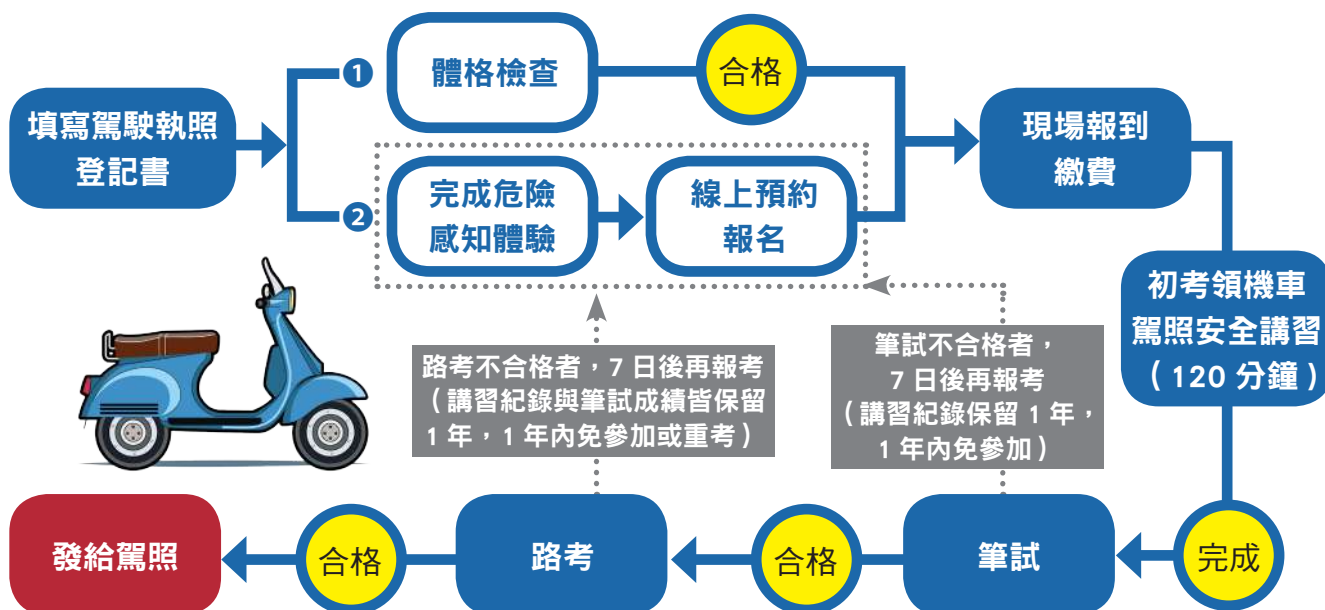 填寫駕駛執照
登記書
❶
體格檢查
合格
❷
完成危險
感知體驗
線上預約
報名
現場報到
繳費
初考領機車
駕照安全講習
（120 分鐘）
路考不合格者，7 日後再報考
（講習紀錄與筆試成績皆保留
1 年，1 年內免參加或重考）
筆試不合格者，
7 日後再報考
（講習紀錄保留 1 年，
1 年內免參加）
完成
筆試
合格
路考
合格
發給駕照